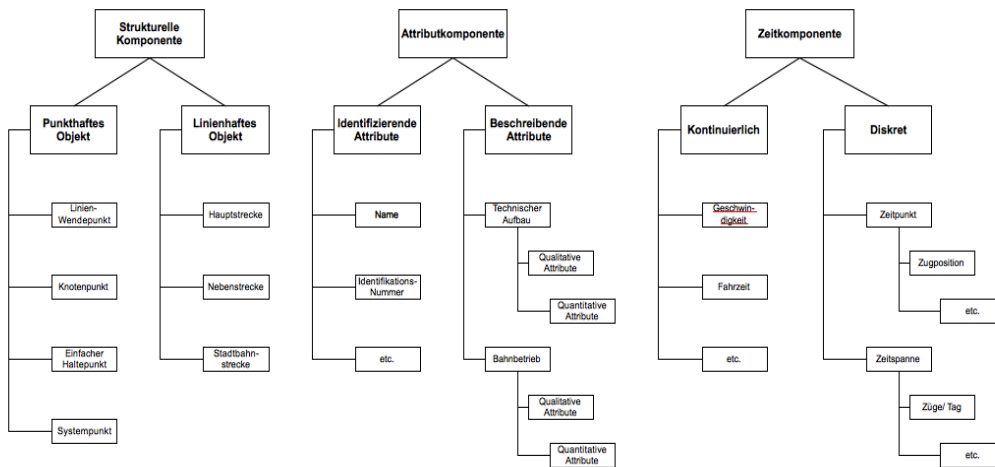 Strukturelle
Komponente
Attributkomponente
Zeitkomponente
Punkthaftes
Objekt
Linienhaftes
Objekt
Identifizierende
Attribute
Beschreibende
Attribute
Kontinuierlich
Diskret
Linien-
Wendepunkt
Hauptstrecke
Name
Technischer
Aufbau
Geschwin-
digkeit
Zeitpunkt
Qualitative
Attribute
Zugposition
Knotenpunkt
Nebenstrecke
Identifikations-
Nummer
Fahrzeit
Quantitative
Attribute
etc.
Einfacher
Haltepunkt
Stadtbahn-
strecke
etc.
Bahnbetrieb
etc.
Zeitspanne
Qualitative
Attribute
Züge/ Tag
Systempunkt
Quantitative
Attribute
etc.